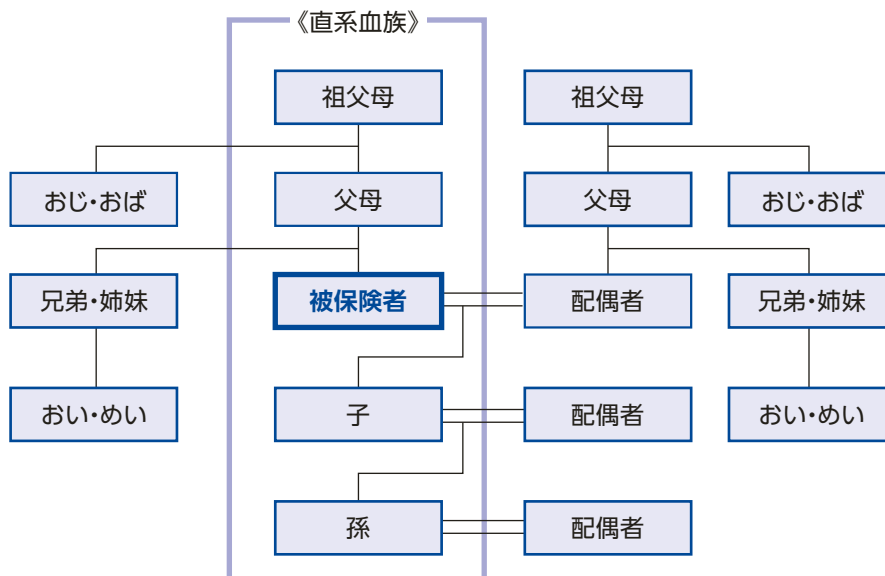 《直系血族》
祖父母
祖父母
おじ・おば
父母
父母
おじ・おば
兄弟・姉妹
被保険者
配偶者
兄弟・姉妹
おい・めい
子
配偶者
おい・めい
孫
配偶者